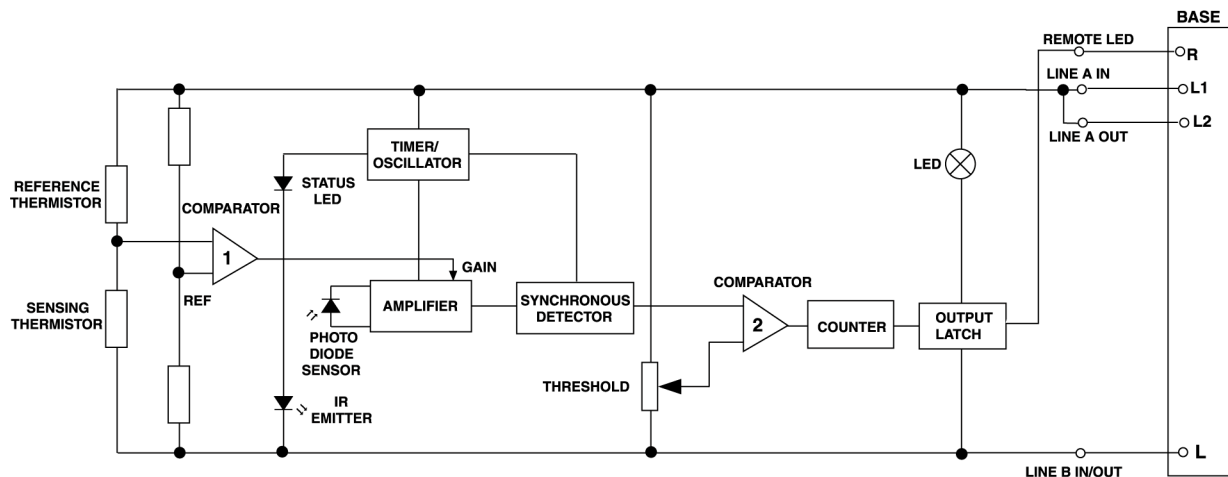 BASE
REMOTE LED
R
LINE A IN
L1
L2
LINE A OUT
TIMER/
OSCILLATOR
LED
STATUS
LED
REFERENCE
THERMISTOR
COMPARATOR
1
GAIN
REF
SENSING
THERMISTOR
AMPLIFIER
SYNCHRONOUS
DETECTOR
COMPARATOR
2
COUNTER
OUTPUT
LATCH
PHOTO
DIODE
SENSOR
THRESHOLD
IR
EMITTER
L
LINE B IN/OUT